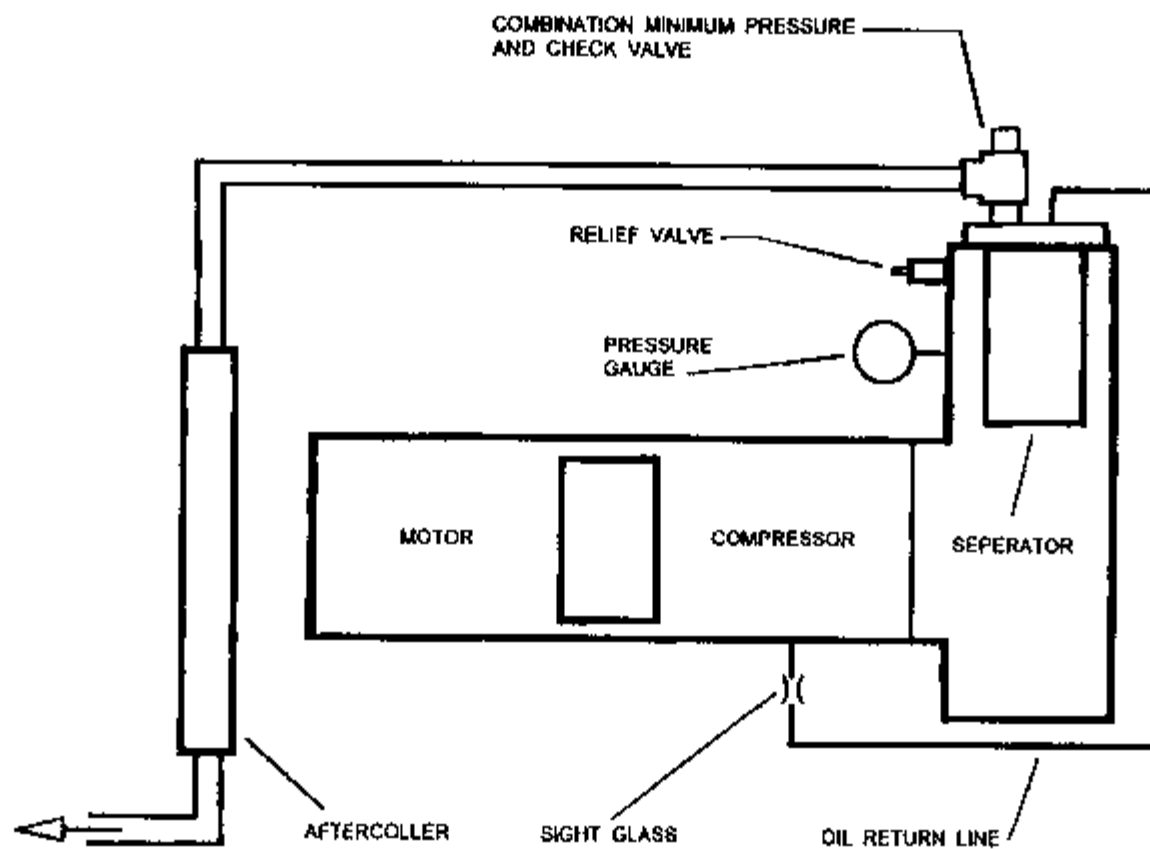 COMBINATION MINIMUM PRESSURE
AND CHECK VALVE
RELIEF VALVE
PRESSURE
GAUGE
MOTOR
COMPRESSOR
SEPERATOR
AFTERCOLLER
SIGHT GLASS
OIL RETURN LINE